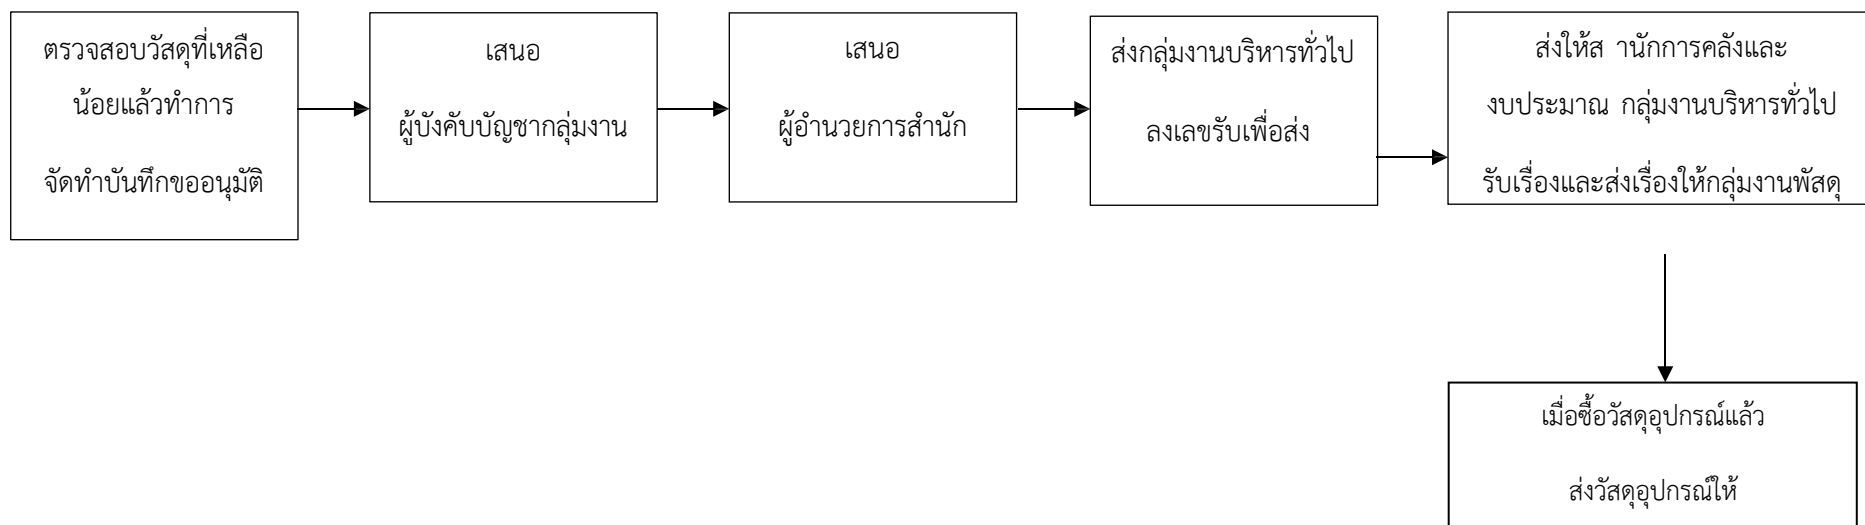 ตรวจสอบวัสดุที่เหลือ
น้อยแล้วทำการ
จัดทำบันทึกขออนุมัติ
เสนอ
ผู้บังคับบัญชากลุ่มงาน
เสนอ
ผู้อำนวยการสำนัก
ส่งกลุ่มงานบริหารทั่วไป
ลงเลขรับเพื่อส่ง
ส่งให้ส านักการคลังและ
งบประมาณ กลุ่มงานบริหารทั่วไป
รับเรื่องและส่งเรื่องให้กลุ่มงานพัสดุ
เมื่อซื้อวัสดุอุปกรณ์แล้ว
ส่งวัสดุอุปกรณ์ให้